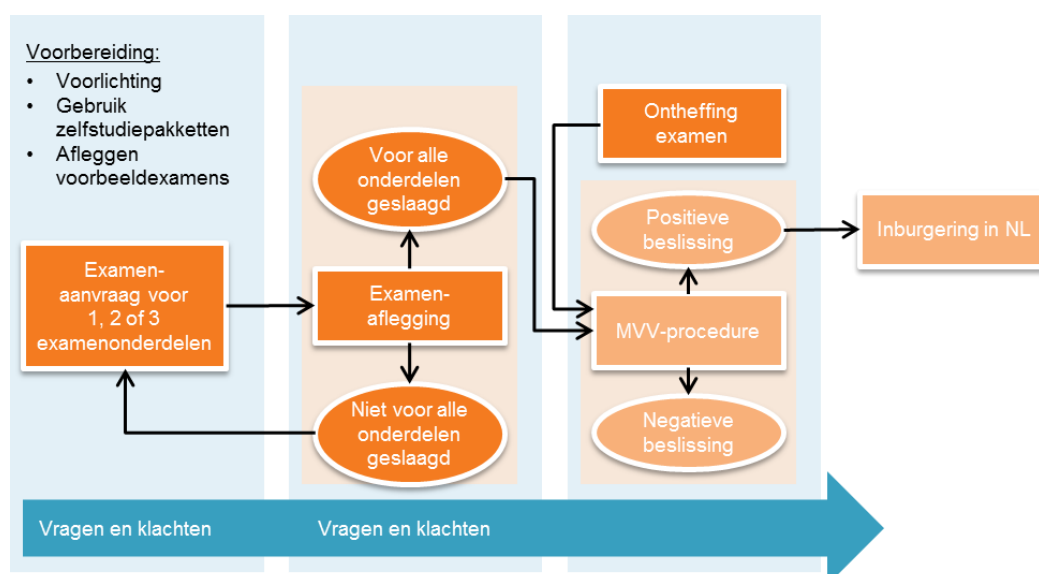 Voorbereiding:
• Voorlichting
• Gebruik
zelfstudiepakketten
• Afleggen
voorbeeldexamens
Examen-
aanvraag voor
1, 2 of 3
examenonderdelen
Voor alle
onderdelen
geslaagd
Examen-
aflegging
Niet voor alle
onderdelen
geslaagd
Ontheffing
examen
Positieve
beslissing
MVV-procedure
Negatieve
beslissing
Inburgering in NL
Vragen en klachten
Vragen en klachten